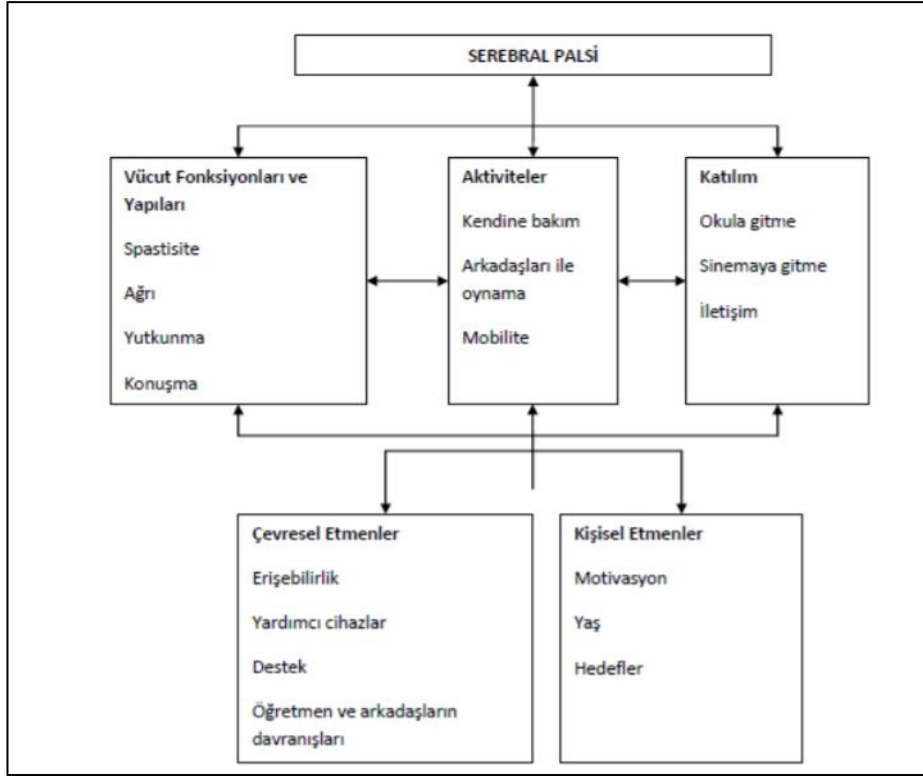 SEREBRAL PALSİ
Vücut Fonksiyonları ve
Yapıları
Spastisite
Ağrı
Yutkunma
Konuşma
Aktiviteler
Kendine bakım
Arkadaşları ile
oynama
Mobilite
Katılım
Okula gitme
Sinemaya gitme
İletişim
Çevresel Etmenler
Erişebilirlik
Yardımcı cihazlar
Destek
Öğretmen ve arkadaşların
davranışları
Kişisel Etmenler
Motivasyon
Yaş
Hedefler